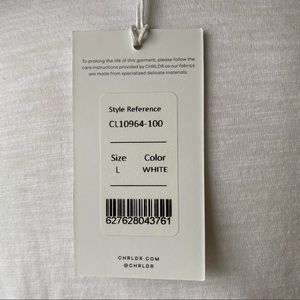 To prolong the life of this garment, please follow the
care instructions provided by CHRLDR as our fabrics
are made from specialized delicate materials.
Style Reference
CL10964-100
Size Color
L WHITE
627628043761
CHRLDR.COM
@CHRLDR